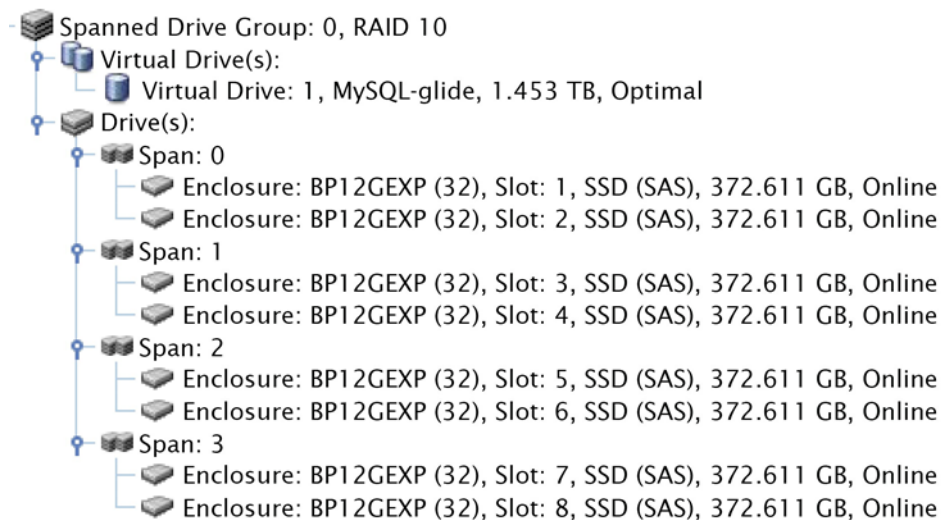 Spanned Drive Group: 0, RAID 10
Virtual Drive(s):
Virtual Drive: 1, MySQL-glide, 1.453 TB, Optimal
Drive(s):
Span: 0
Enclosure: BP12GEXP (32), Slot: 1, SSD (SAS), 372.611 GB, Online
Enclosure: BP12GEXP (32), Slot: 2, SSD (SAS), 372.611 GB, Online
Span: 1
Enclosure: BP12GEXP (32), Slot: 3, SSD (SAS), 372.611 GB, Online
Enclosure: BP12GEXP (32), Slot: 4, SSD (SAS), 372.611 GB, Online
Span: 2
Enclosure: BP12GEXP (32), Slot: 5, SSD (SAS), 372.611 GB, Online
Enclosure: BP12GEXP (32), Slot: 6, SSD (SAS), 372.611 GB, Online
Span: 3
Enclosure: BP12GEXP (32), Slot: 7, SSD (SAS), 372.611 GB, Online
Enclosure: BP12GEXP (32), Slot: 8, SSD (SAS), 372.611 GB, Online